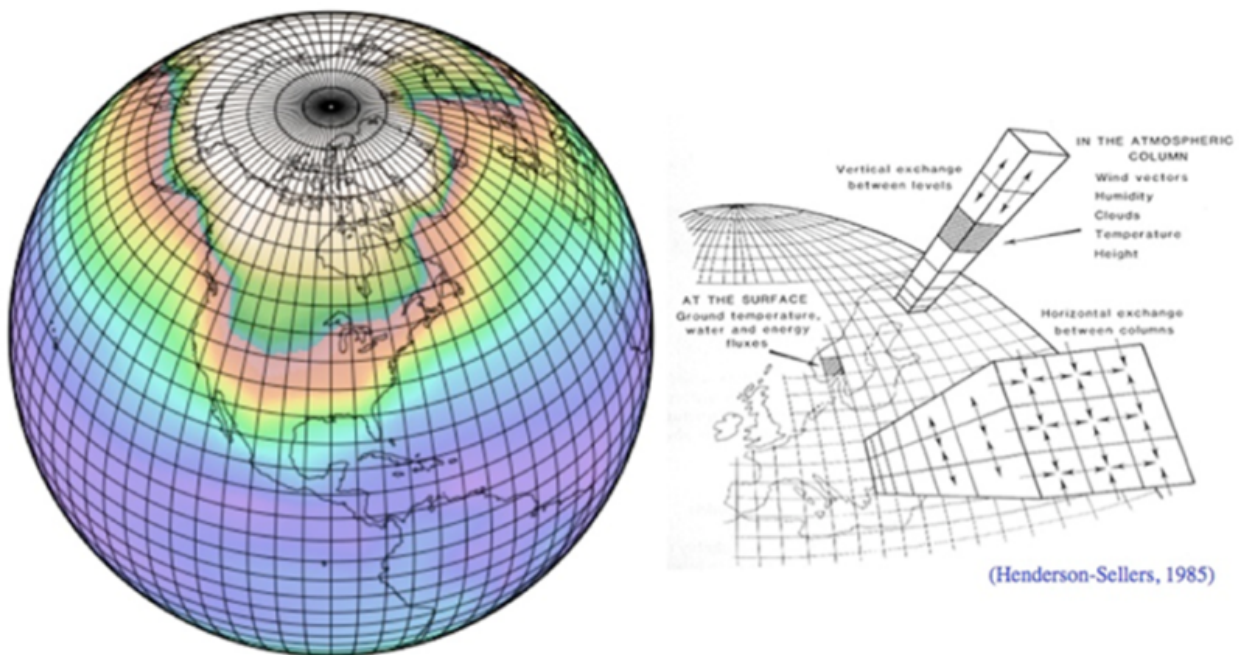 IN THE ATMOSPHERIC
COLUMN
Wind vectors
Humidity
Clouds
Temperature
Height
Vertical exchange
between levels
AT THE SURFACE
Ground temperature,
water and energy
fluxes
Horizontal exchange
between columns
(Henderson-Sellers, 1985)